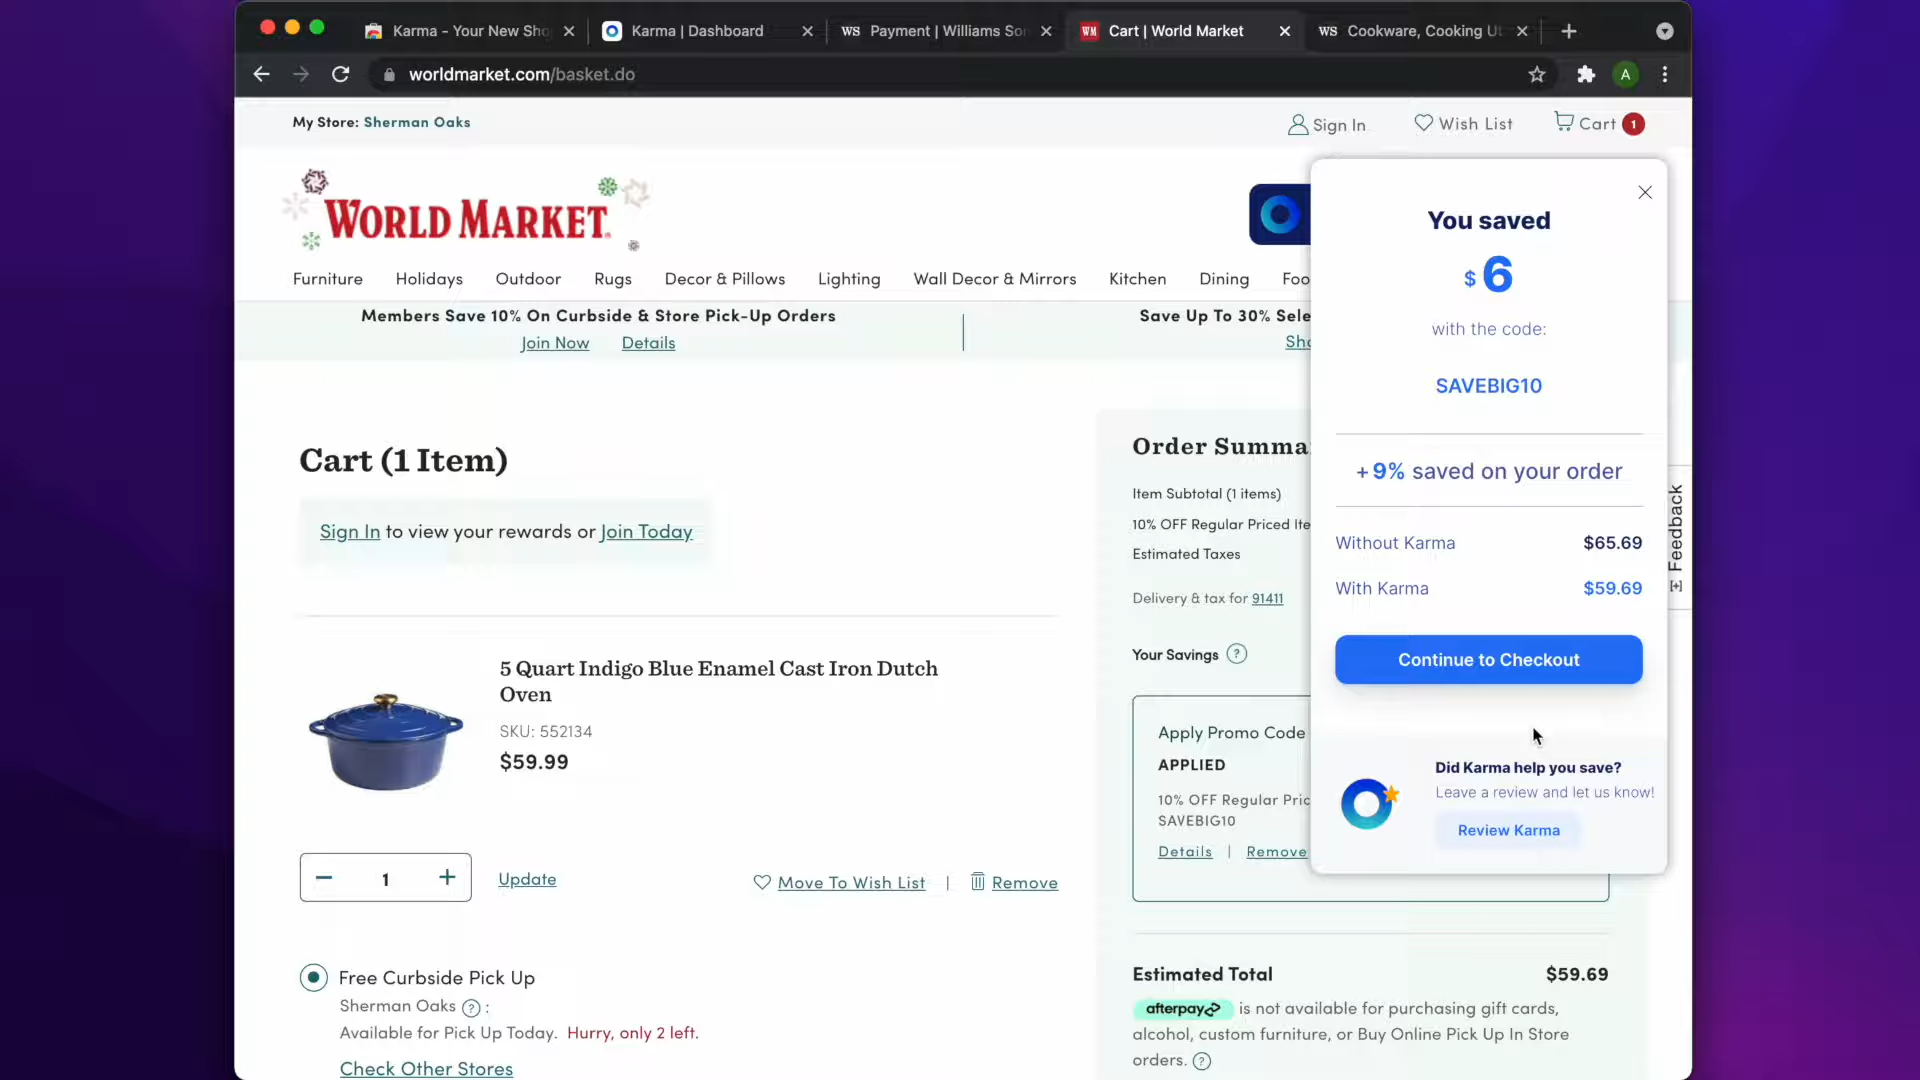 Karma - Your New Sho
Karma | Dashboard
WS Payment | Williams Son
WM Cart | World Market
WS Cookware, Cooking Ut
worldmarket.com/basket.do
A
My Store: Sherman Oaks
Sign In
Wish List
Cart 1
WORLD MARKET.
Furniture
Holidays
Outdoor
Rugs
Decor & Pillows
Lighting
Wall Decor & Mirrors
Kitchen
Dining
Foo
Members Save 10% On Curbside & Store Pick-Up Orders
Join Now
Details
Save Up To 30% Sele
Sho
Cart (1 Item)
Sign In to view your rewards or Join Today
5 Quart Indigo Blue Enamel Cast Iron Dutch
Oven
SKU: 552134
$59.99
1
Update
Move To Wish List | Remove
Free Curbside Pick Up
Sherman Oaks ? :
Available for Pick Up Today. Hurry, only 2 left.
Check Other Stores
Order Summa
Item Subtotal (1 items)
10% OFF Regular Priced Ite
Estimated Taxes
Delivery & tax for 91411
Your Savings ?
Apply Promo Code
APPLIED
10% OFF Regular Pric
SAVEBIG10
Details | Remove
Estimated Total $59.69
afterpay is not available for purchasing gift cards,
alcohol, custom furniture, or Buy Online Pick Up In Store
orders. ?
You saved
$ 6
with the code:
SAVEBIG10
+ 9% saved on your order
Without Karma $65.69
With Karma $59.69
Continue to Checkout
Did Karma help you save?
Leave a review and let us know!
Review Karma
[+] Feedback